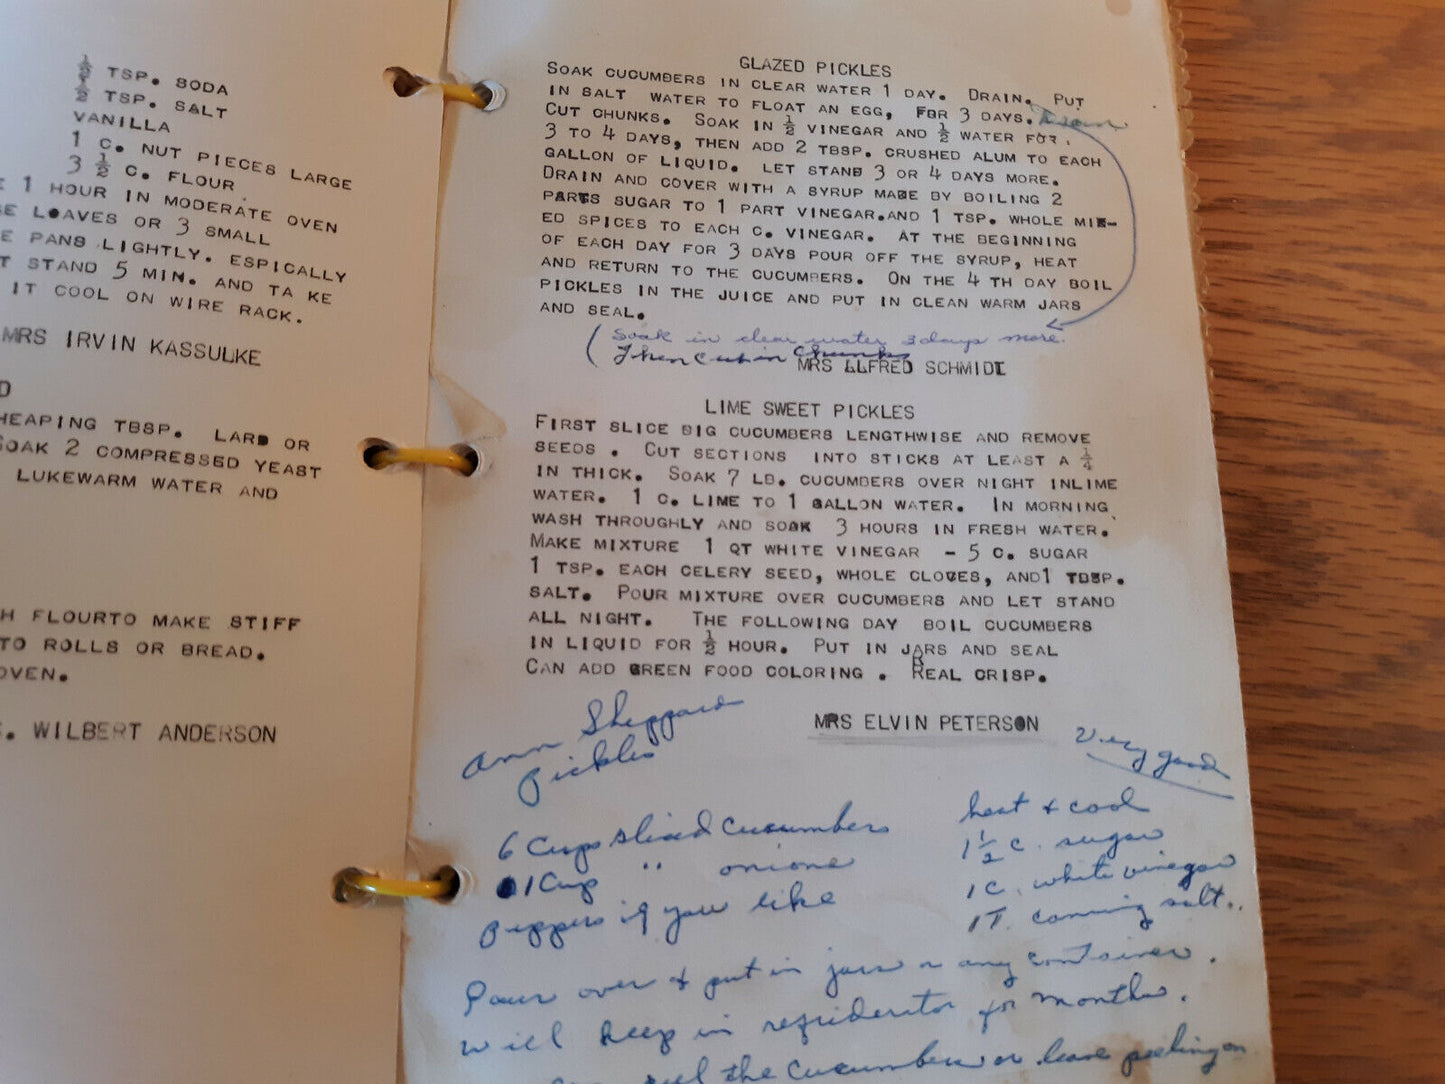 ½ TSP. SODA
½ TSP. SALT
VANILLA
1 C. NUT PIECES LARGE
3 ½ C. FLOUR
E 1 HOUR IN MODERATE OVEN
SE LOAVES OR 3 SMALL
E PANS LIGHTLY. ESPICALLY
T STAND 5 MIN. AND TA KE
IT COOL ON WIRE RACK.
MRS IRVIN KASSULKE
D
HEAPING TBSP. LARD OR
SOAK 2 COMPRESSED YEAST
LUKEWARM WATER AND
H FLOURTO MAKE STIFF
TO ROLLS OR BREAD.
OVEN.
S. WILBERT ANDERSON
GLAZED PICKLES
SOAK CUCUMBERS IN CLEAR WATER 1 DAY. DRAIN. PUT
IN SALT WATER TO FLOAT AN EGG, FOR 3 DAYS. Drain
CUT CHUNKS. SOAK IN ½ VINEGAR AND ½ WATER FOR.
3 TO 4 DAYS, THEN ADD 2 TBSP. CRUSHED ALUM TO EACH
GALLON OF LIQUID. LET STAND 3 OR 4 DAYS MORE.
DRAIN AND COVER WITH A SYRUP MADE BY BOILING 2
PARTS SUGAR TO 1 PART VINEGAR.AND 1 TSP. WHOLE MIX-
ED SPICES TO EACH C. VINEGAR. AT THE BEGINNING
OF EACH DAY FOR 3 DAYS POUR OFF THE SYRUP, HEAT
AND RETURN TO THE CUCUMBERS. ON THE 4 TH DAY BOIL
PICKLES IN THE JUICE AND PUT IN CLEAN WARM JARS
AND SEAL.
(Soak in clear water 3 days more.
Then cut in Chunks
MRS ALFRED SCHMIDT
LIME SWEET PICKLES
FIRST SLICE BIG CUCUMBERS LENGTHWISE AND REMOVE
SEEDS . CUT SECTIONS INTO STICKS AT LEAST A ¼
IN THICK. SOAK 7 LB. CUCUMBERS OVER NIGHT INLIME
WATER. 1 C. LIME TO 1 GALLON WATER. IN MORNING
WASH THROUGHLY AND SOAK 3 HOURS IN FRESH WATER.
MAKE MIXTURE 1 QT WHITE VINEGAR - 5 C. SUGAR
1 TSP. EACH CELERY SEED, WHOLE CLOVES, AND1 TBSP.
SALT. POUR MIXTURE OVER CUCUMBERS AND LET STAND
ALL NIGHT. THE FOLLOWING DAY BOIL CUCUMBERS
IN LIQUID FOR ½ HOUR. PUT IN JARS AND SEAL
CAN ADD GREEN FOOD COLORING . REAL CRISP.
MRS ELVIN PETERSON
Very good
Ann Sheppard
Pickles
6 Cups sliced cucumbers
1 Cup " onions
peppers if you like
heat & cool
1 ½ c. sugar
1 C. white vinegar
1 T. canning salt..
Pour over & put in jars or any container.
will keep in refriderator for months.
peel the cucumbers or leave peeling on